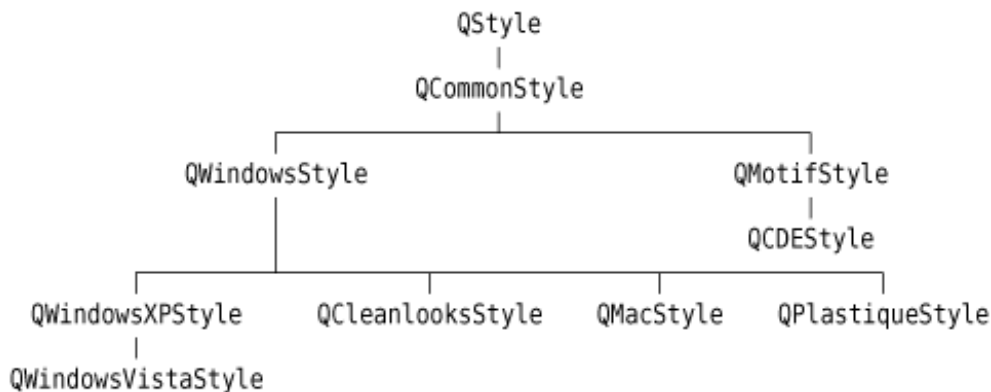 QStyle
QCommonStyle
QWindowsStyle QMotifStyle
QCDEStyle
QWindowsXPStyle QCleanlooksStyle QMacStyle QPlastiqueStyle
QWindowsVistaStyle